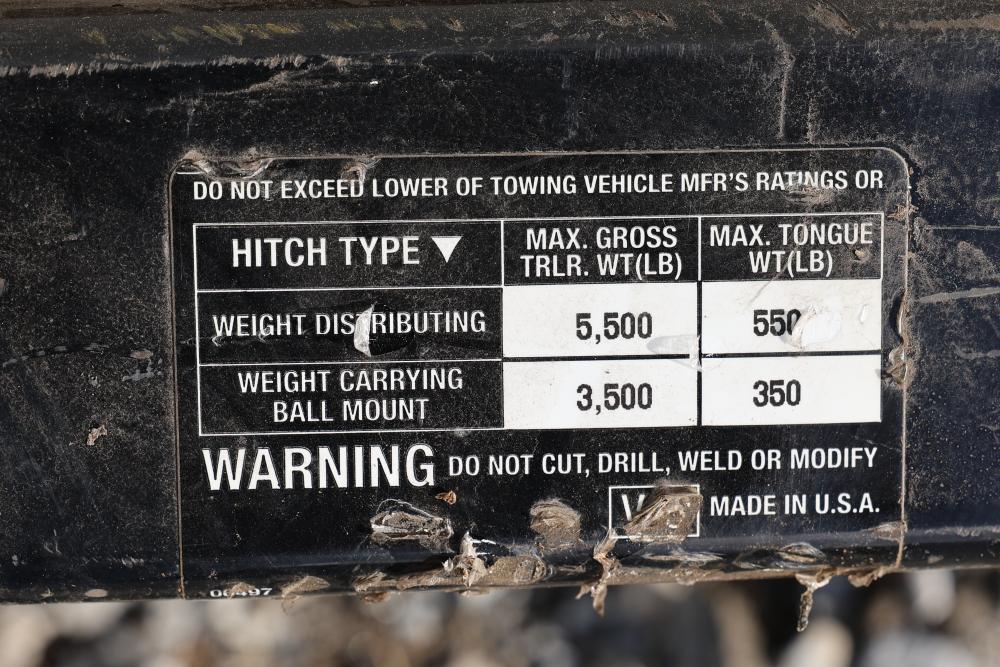 DO NOT EXCEED LOWER OF TOWING VEHICLE MFR'S RATINGS OR
HITCH TYPE ▼
MAX. GROSS
TRLR. WT(LB)
MAX. TONGUE
WT(LB)
WEIGHT DISTRIBUTING
5,500
550
WEIGHT CARRYING
BALL MOUNT
3,500
350
WARNING DO NOT CUT, DRILL, WELD OR MODIFY
MADE IN U.S.A.